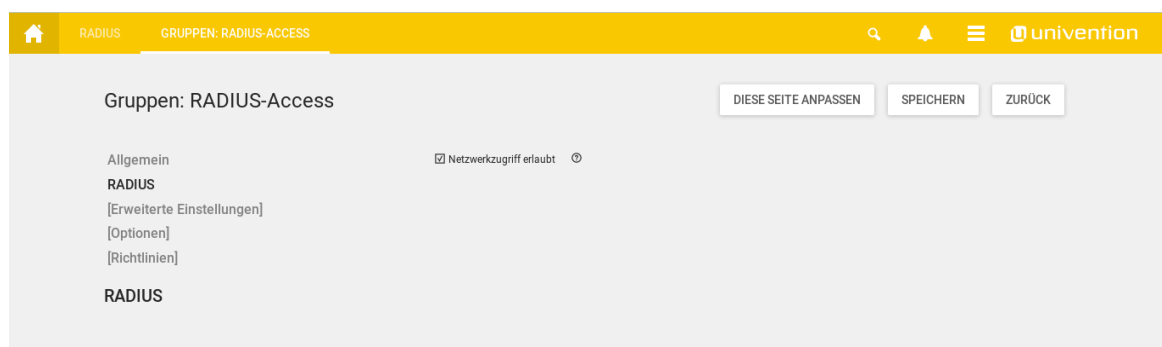 RADIUS GRUPPEN: RADIUS-ACCESS univention
Gruppen: RADIUS-Access DIESE SEITE ANPASSEN SPEICHERN ZURÜCK
Allgemein Netzwerkzugriff erlaubt
RADIUS
[Erweiterte Einstellungen]
[Optionen]
[Richtlinien]
RADIUS